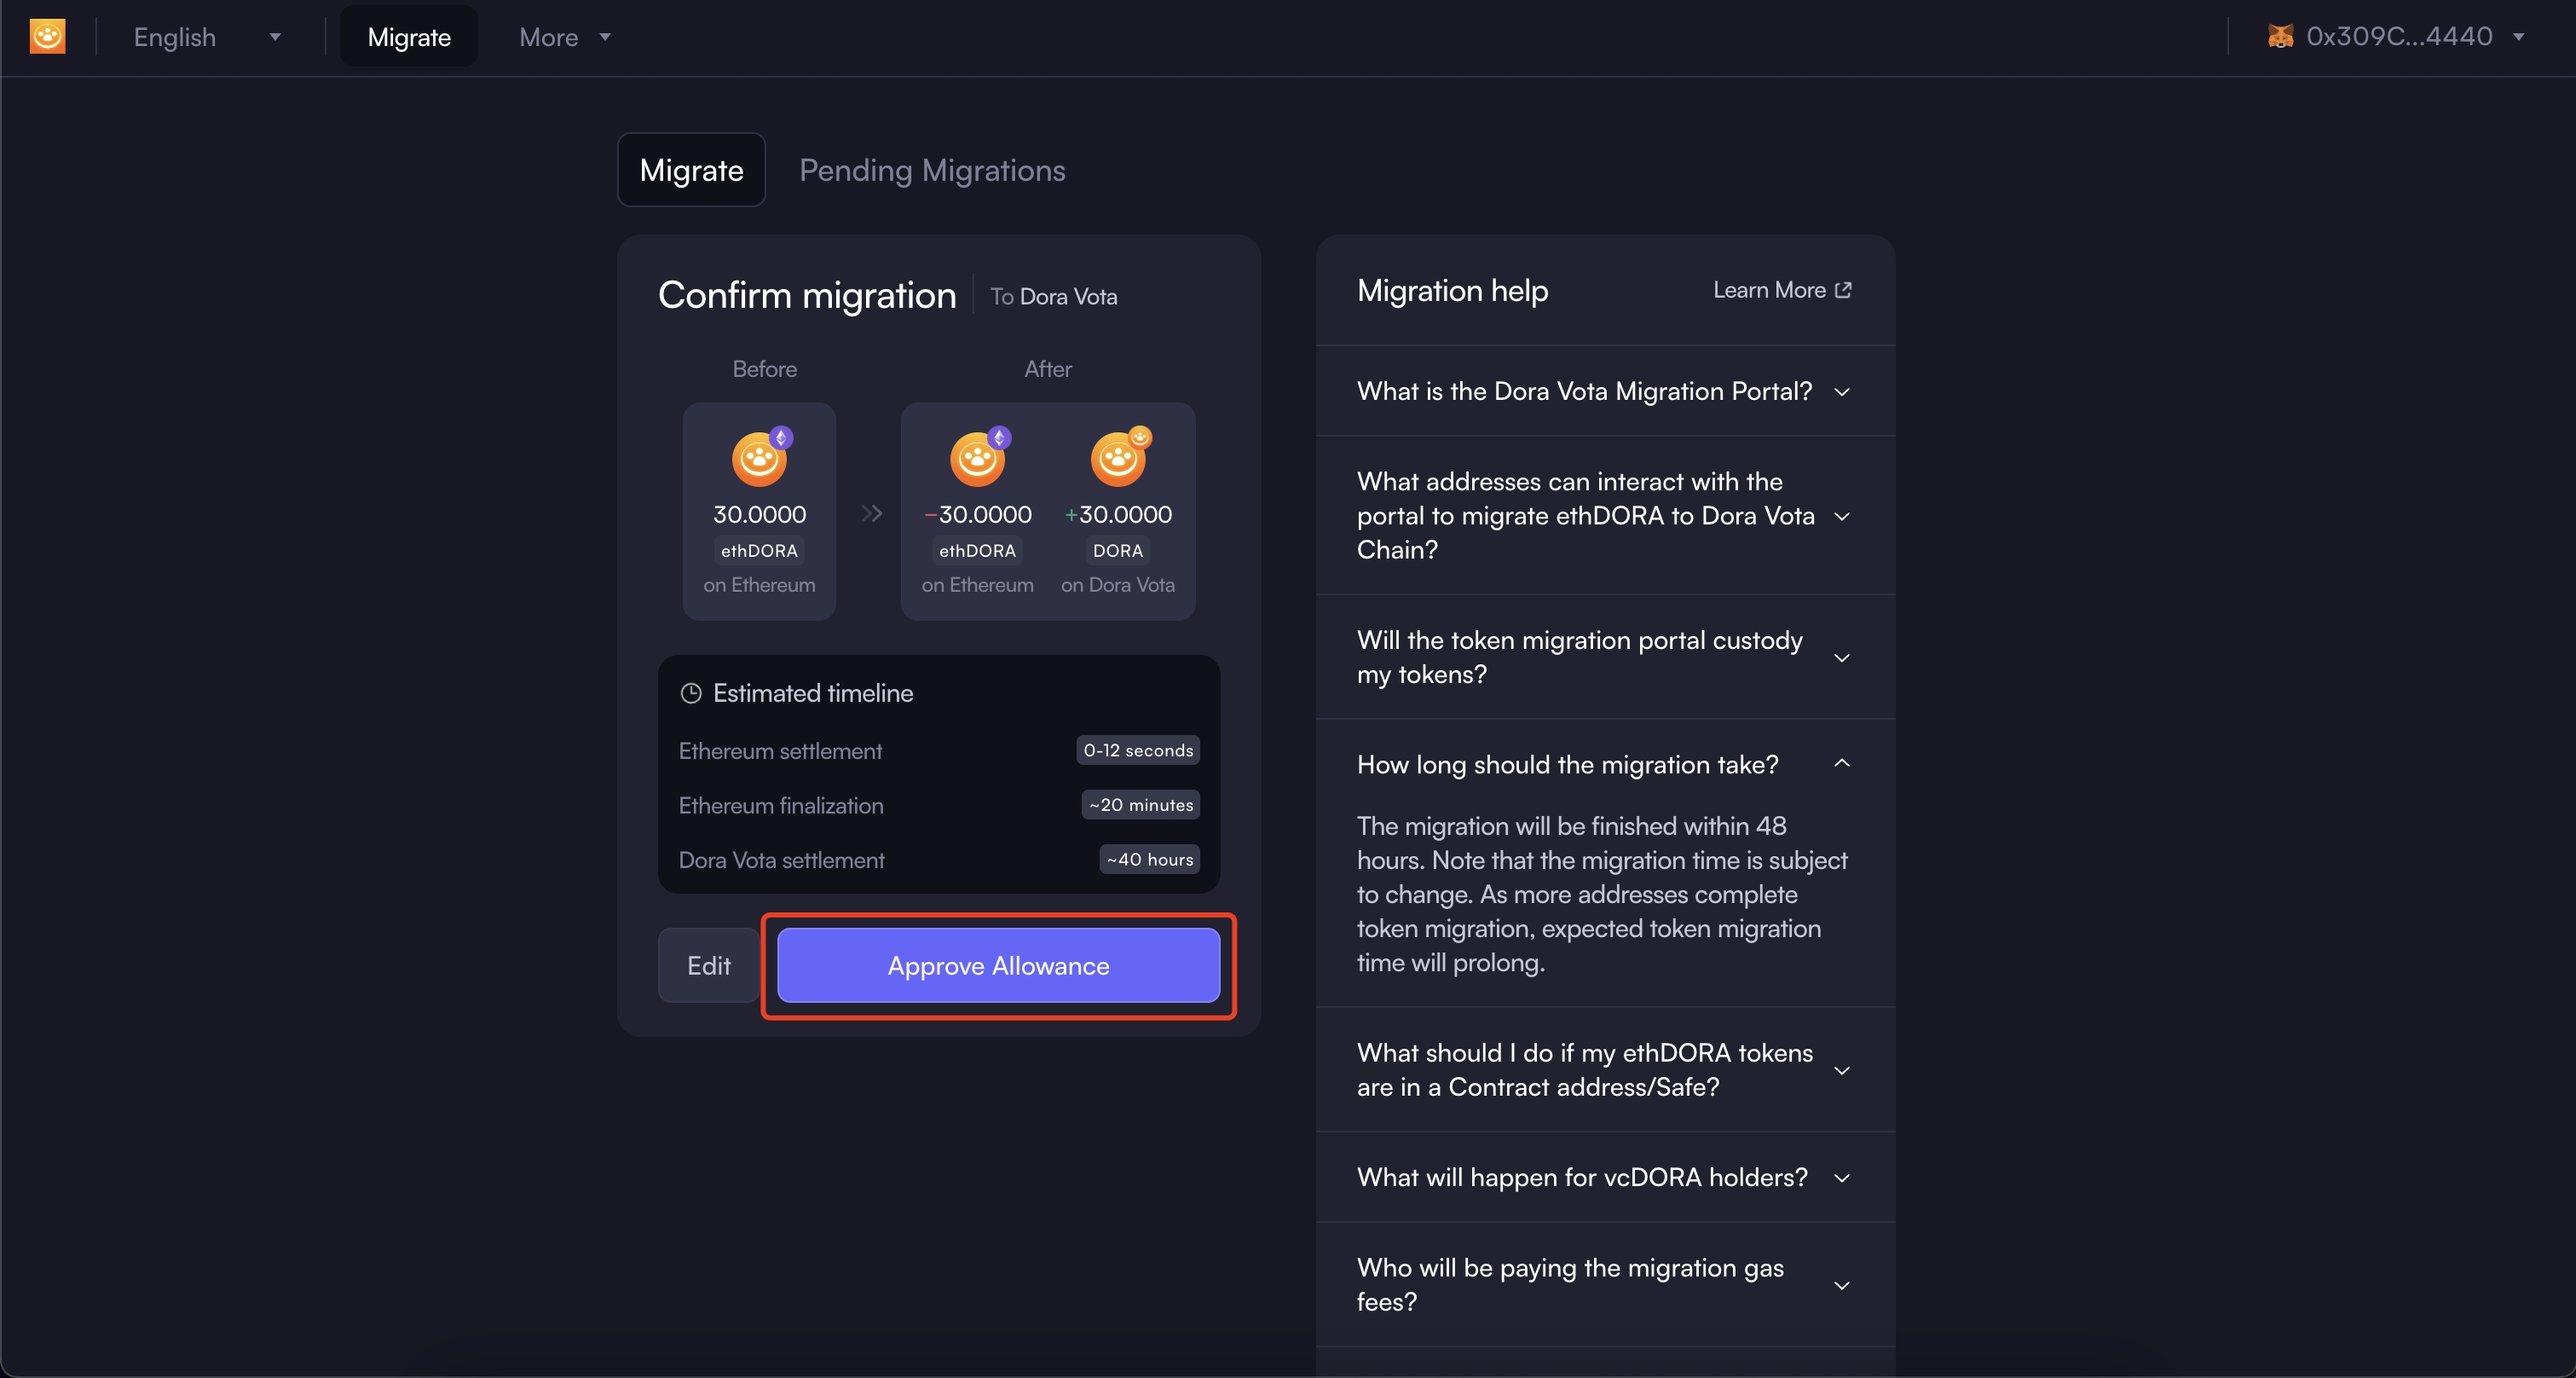 English
Migrate
More
0x309C...4440
Migrate
Pending Migrations
Confirm migration
To Dora Vota
Before
After
30.0000
ethDORA
on Ethereum
−30.0000
ethDORA
on Ethereum
+30.0000
DORA
on Dora Vota
Estimated timeline
Ethereum settlement
0-12 seconds
Ethereum finalization
~20 minutes
Dora Vota settlement
~40 hours
Edit
Approve Allowance
Migration help
Learn More
What is the Dora Vota Migration Portal?
What addresses can interact with the
portal to migrate ethDORA to Dora Vota
Chain?
Will the token migration portal custody
my tokens?
How long should the migration take?
The migration will be finished within 48
hours. Note that the migration time is subject
to change. As more addresses complete
token migration, expected token migration
time will prolong.
What should I do if my ethDORA tokens
are in a Contract address/Safe?
What will happen for vcDORA holders?
Who will be paying the migration gas
fees?